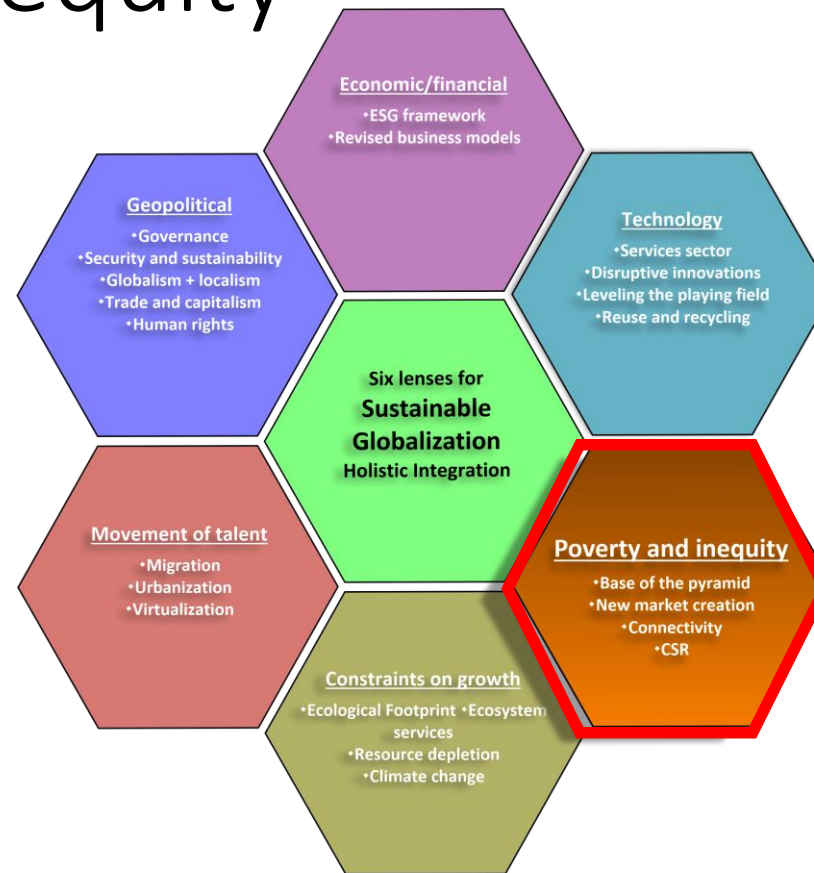 equity
Economic/financial
•ESG framework
•Revised business models
Geopolitical
•Governance
•Security and sustainability
•Globalism + localism
•Trade and capitalism
•Human rights
Technology
•Services sector
•Disruptive innovations
•Leveling the playing field
•Reuse and recycling
Six lenses for
Sustainable
Globalization
Holistic Integration
Movement of talent
•Migration
•Urbanization
•Virtualization
Poverty and inequity
•Base of the pyramid
•New market creation
•Connectivity
•CSR
Constraints on growth
•Ecological Footprint •Ecosystem
services
•Resource depletion
•Climate change